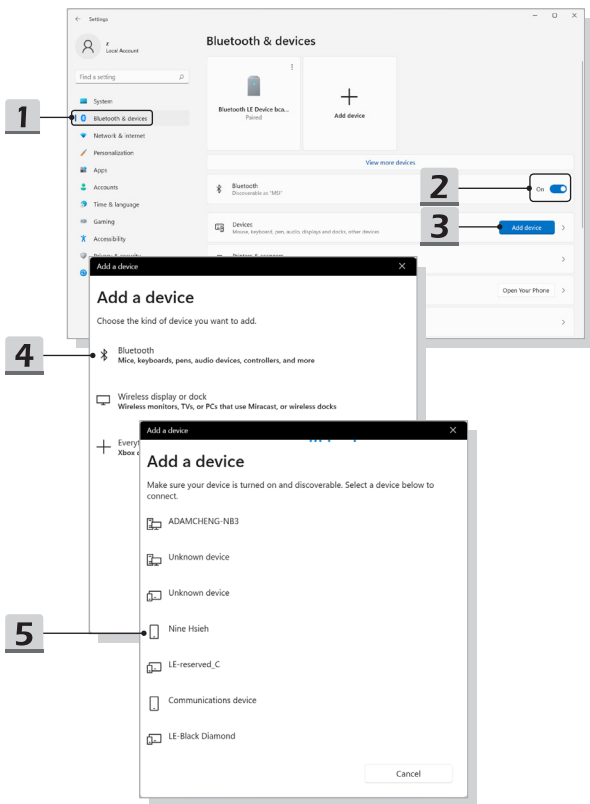 Settings
z
Local Account
Find a setting
System
Bluetooth & devices
Network & internet
Personalization
Apps
Accounts
Time & language
Gaming
Accessibility
Privacy & security
Bluetooth & devices
Bluetooth LE Device bca...
Paired
Add device
View more devices
Bluetooth
Discoverable as "MD"
On
Devices
Mouse, keyboard, pen, audio, displays and docks, other devices
Add device
Printers & scanners
Open Your Phone
1
2
3
Add a device
Add a device
Choose the kind of device you want to add.
4
Bluetooth
Mice, keyboards, pens, audio devices, controllers, and more
Wireless display or dock
Wireless monitors, TVs, or PCs that use Miracast, or wireless docks
Everyt
Xbox c
Add a device
Add a device
Make sure your device is turned on and discoverable. Select a device below to
connect.
ADAMCHENG-NB3
Unknown device
Unknown device
5
Nine Hsieh
LE-reserved_C
Communications device
LE-Black Diamond
Cancel